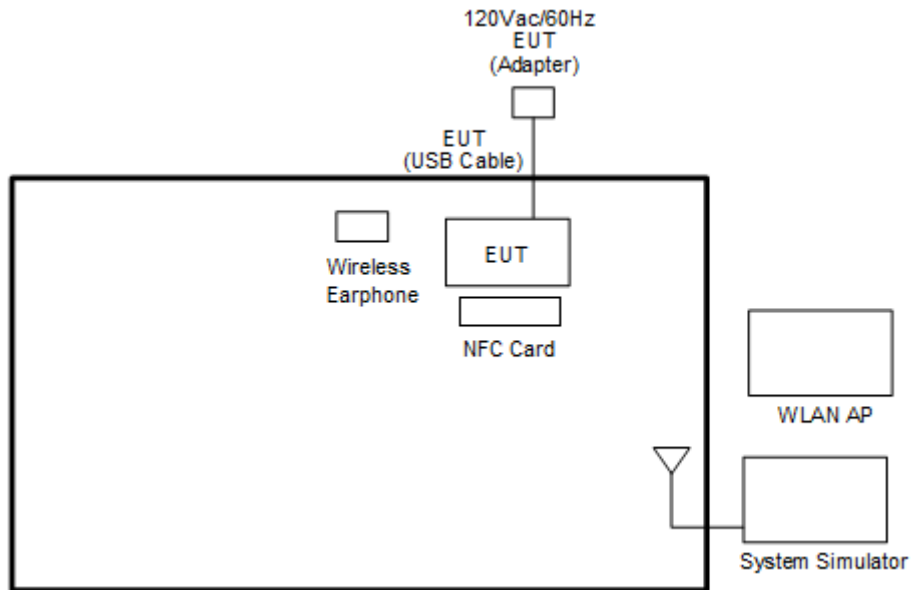 120Vac/60Hz
EUT
(Adapter)
EUT
(USB Cable)
EUT
Wireless
Earphone
NFC Card
WLAN AP
System Simulator